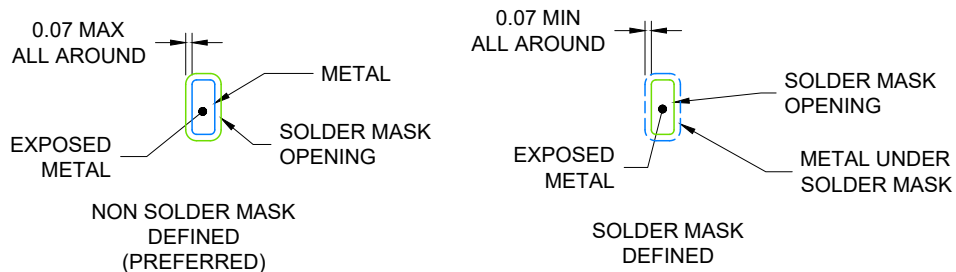 0.07 MAX
ALL AROUND
METAL
SOLDER MASK
OPENING
EXPOSED
METAL
NON SOLDER MASK
DEFINED
(PREFERRED)
0.07 MIN
ALL AROUND
SOLDER MASK
OPENING
EXPOSED
METAL
METAL UNDER
SOLDER MASK
SOLDER MASK
DEFINED